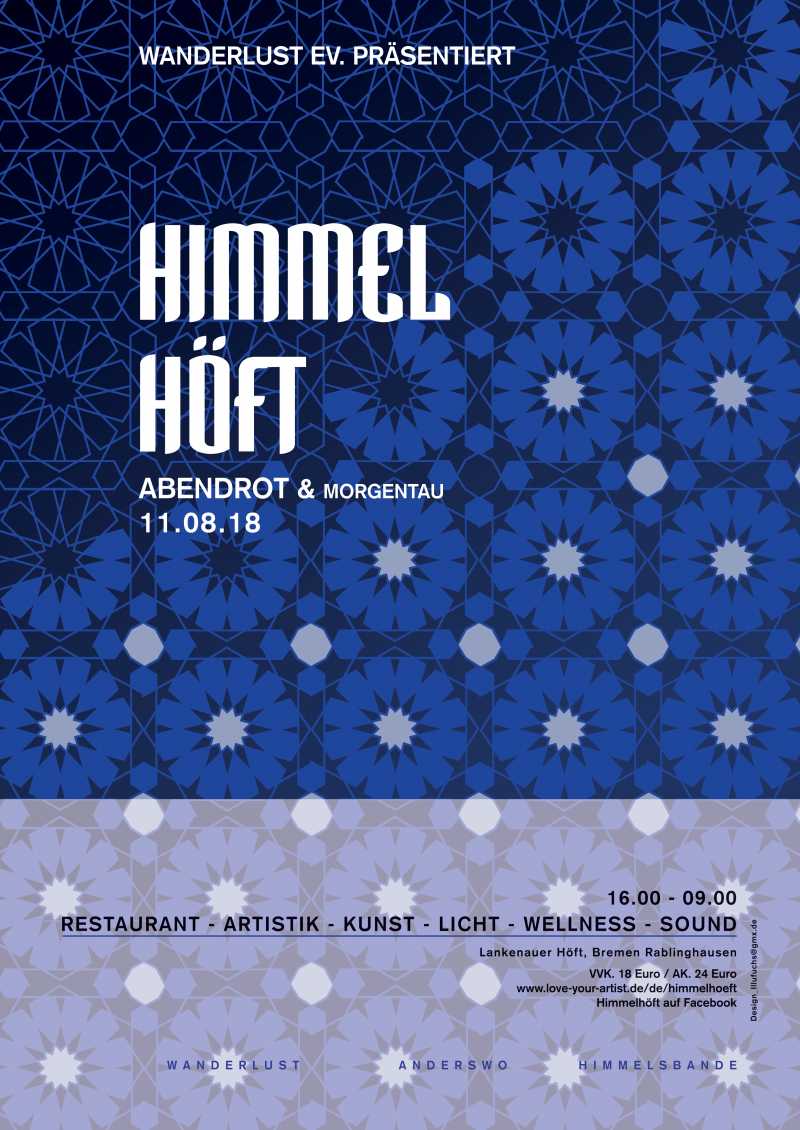 WANDERLUST EV. PRÄSENTIERT
HIMMEL
HÖFT
ABENDROT & MORGENTAU
11.08.18
16.00 - 09.00
RESTAURANT - ARTISTIK - KUNST - LICHT - WELLNESS - SOUND
Lankenauer Höft, Bremen Rablinghausen
VVK. 18 Euro / AK. 24 Euro
www.love-your-artist.de/de/himmelhoeft
Himmelhöft auf Facebook
Design_Illufuchs@gmx.de
WANDERLUST ANDERSWO HIMMELSBANDE